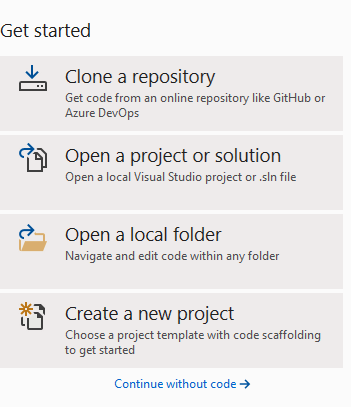 Get started
Clone a repository
Get code from an online repository like GitHub or
Azure DevOps
Open a project or solution
Open a local Visual Studio project or .sln file
Open a local folder
Navigate and edit code within any folder
Create a new project
Choose a project template with code scaffolding
to get started
Continue without code →